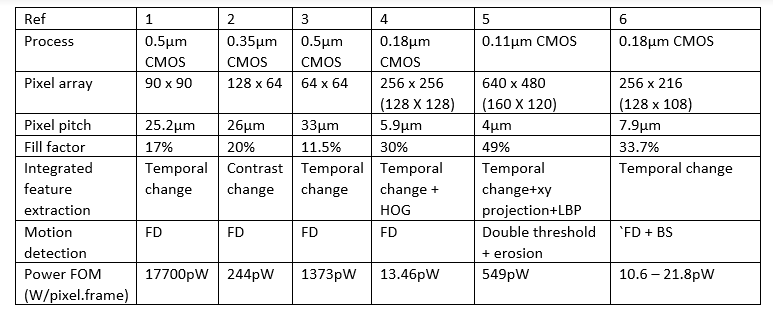 Ref 1 2 3 4 5 6
Process 0.5µm CMOS 0.35µm CMOS 0.5µm CMOS 0.18µm CMOS 0.11µm CMOS 0.18µm CMOS
Pixel array 90 x 90 128 x 64 64 x 64 256 x 256 (128 X 128) 640 x 480 (160 X 120) 256 x 216 (128 x 108)
Pixel pitch 25.2µm 26µm 33µm 5.9µm 4µm 7.9µm
Fill factor 17% 20% 11.5% 30% 49% 33.7%
Integrated feature extraction Temporal change Contrast change Temporal change Temporal change + HOG Temporal change+xy projection+LBP Temporal change
Motion detection FD FD FD FD Double threshold + erosion `FD + BS
Power FOM (W/pixel.frame) 17700pW 244pW 1373pW 13.46pW 549pW 10.6 – 21.8pW